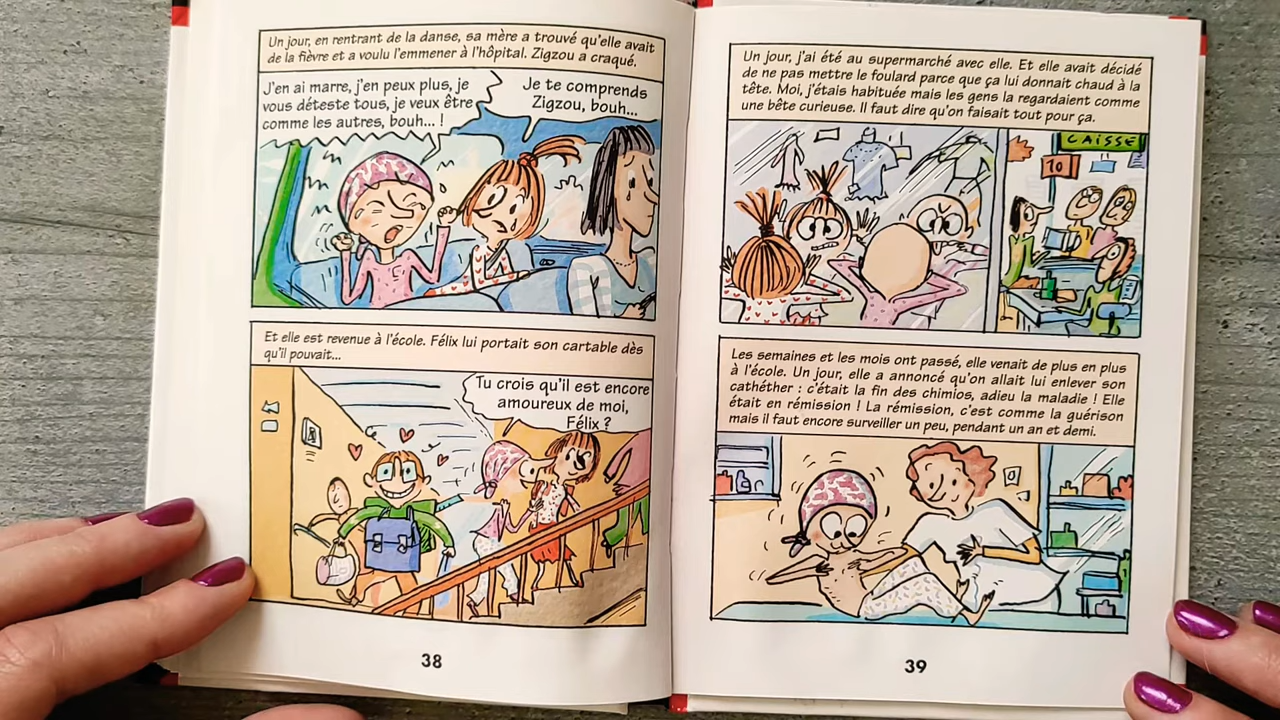 Un jour, en rentrant de la danse, sa mère a trouvé qu'elle avait
de la fièvre et a voulu l'emmener à l'hôpital. Zigzou a craqué.
J'en ai marre, j'en peux plus, je
vous déteste tous, je veux être
comme les autres, bouh... !
Je te comprends
Zigzou, bouh...
Et elle est revenue à l'école. Félix lui portait son cartable dès
qu'il pouvait...
Tu crois qu'il est encore
amoureux de moi,
Félix ?
38
Un jour, j'ai été au supermarché avec elle. Et elle avait décidé
de ne pas mettre le foulard parce que ça lui donnait chaud à la
tête. Moi, j'étais habituée mais les gens la regardaient comme
une bête curieuse. Il faut dire qu'on faisait tout pour ça.
CAISSE
10
Les semaines et les mois ont passé, elle venait de plus en plus
à l'école. Un jour, elle a annoncé qu'on allait lui enlever son
cathéther : c'était la fin des chimios, adieu la maladie ! Elle
était en rémission ! La rémission, c'est comme la guérison
mais il faut encore surveiller un peu, pendant un an et demi.
39